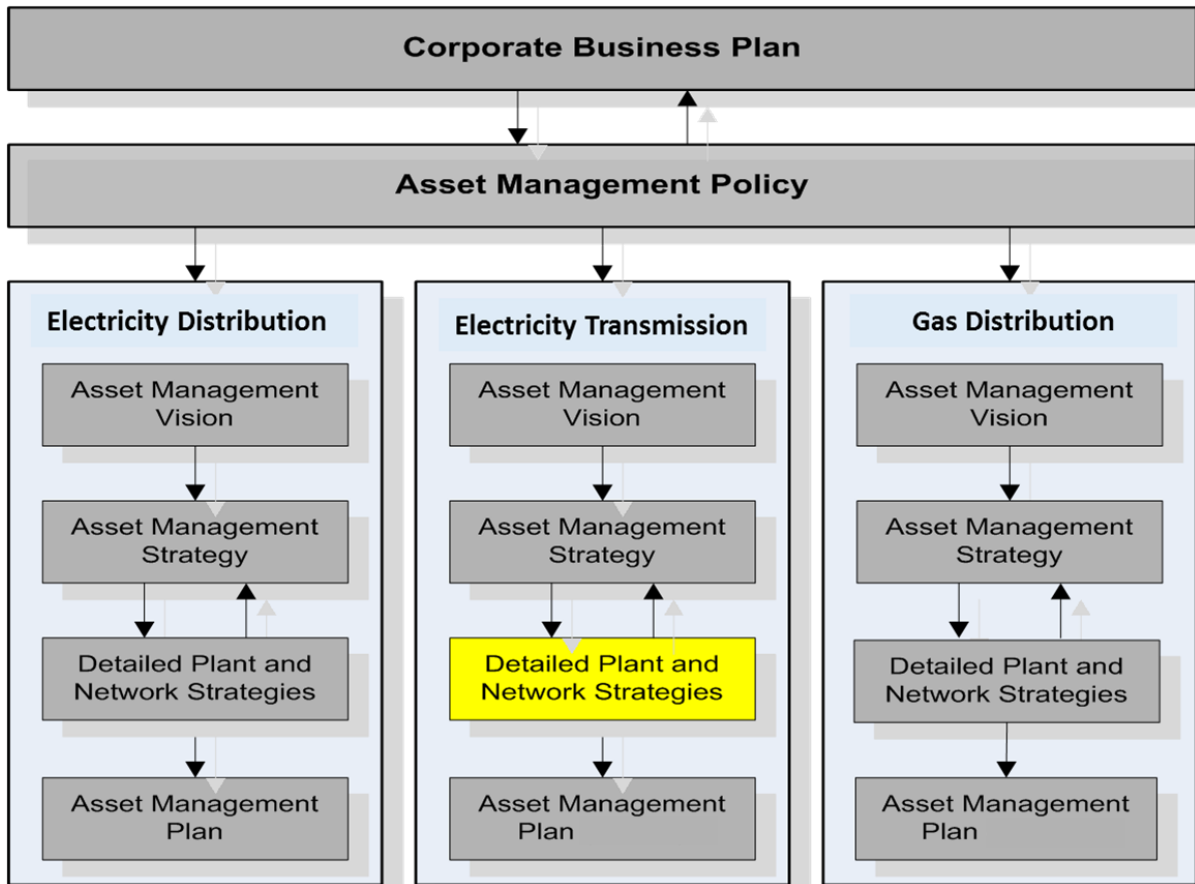 Corporate Business Plan
Asset Management Policy
Electricity Distribution
Asset Management
Vision
Asset Management
Strategy
Detailed Plant and
Network Strategies
Asset Management
Plan
Electricity Transmission
Asset Management
Vision
Asset Management
Strategy
Detailed Plant and
Network Strategies
Asset Management
Plan
Gas Distribution
Asset Management
Vision
Asset Management
Strategy
Detailed Plant and
Network Strategies
Asset Management
Plan